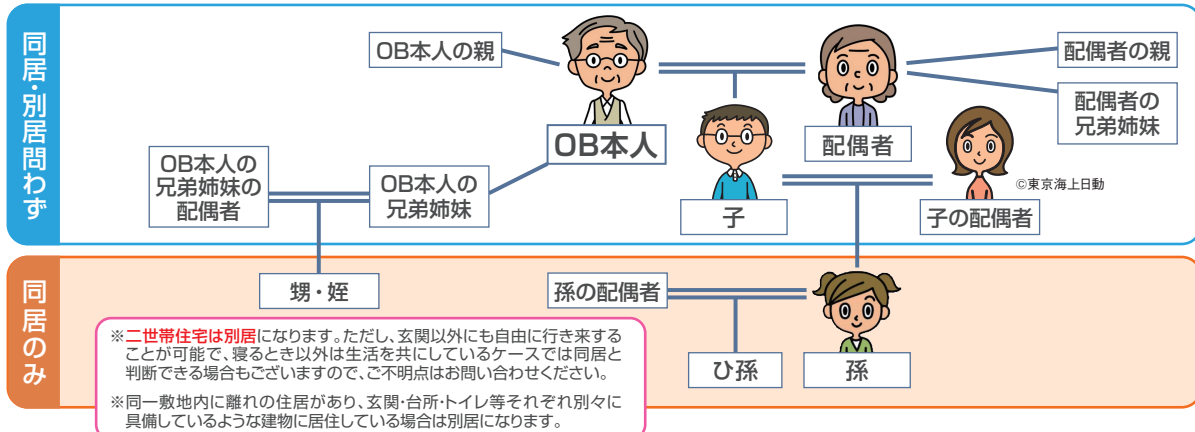 同居・別居問わず
OB本人の親
配偶者の親
配偶者の
兄弟姉妹
OB本人
配偶者
OB本人の
兄弟姉妹の
配偶者
OB本人の
兄弟姉妹
子
子の配偶者
©東京海上日動
同居のみ
甥・姪
孫の配偶者
ひ孫
孫
※二世帯住宅は別居になります。ただし、玄関以外にも自由に行き来する
ことが可能で、寝るとき以外は生活を共にしているケースでは同居と
判断できる場合もございますので、ご不明点はお問い合わせください。
※同一敷地内に離れの住居があり、玄関・台所・トイレ等それぞれ別々に
具備しているような建物に居住している場合は別居になります。